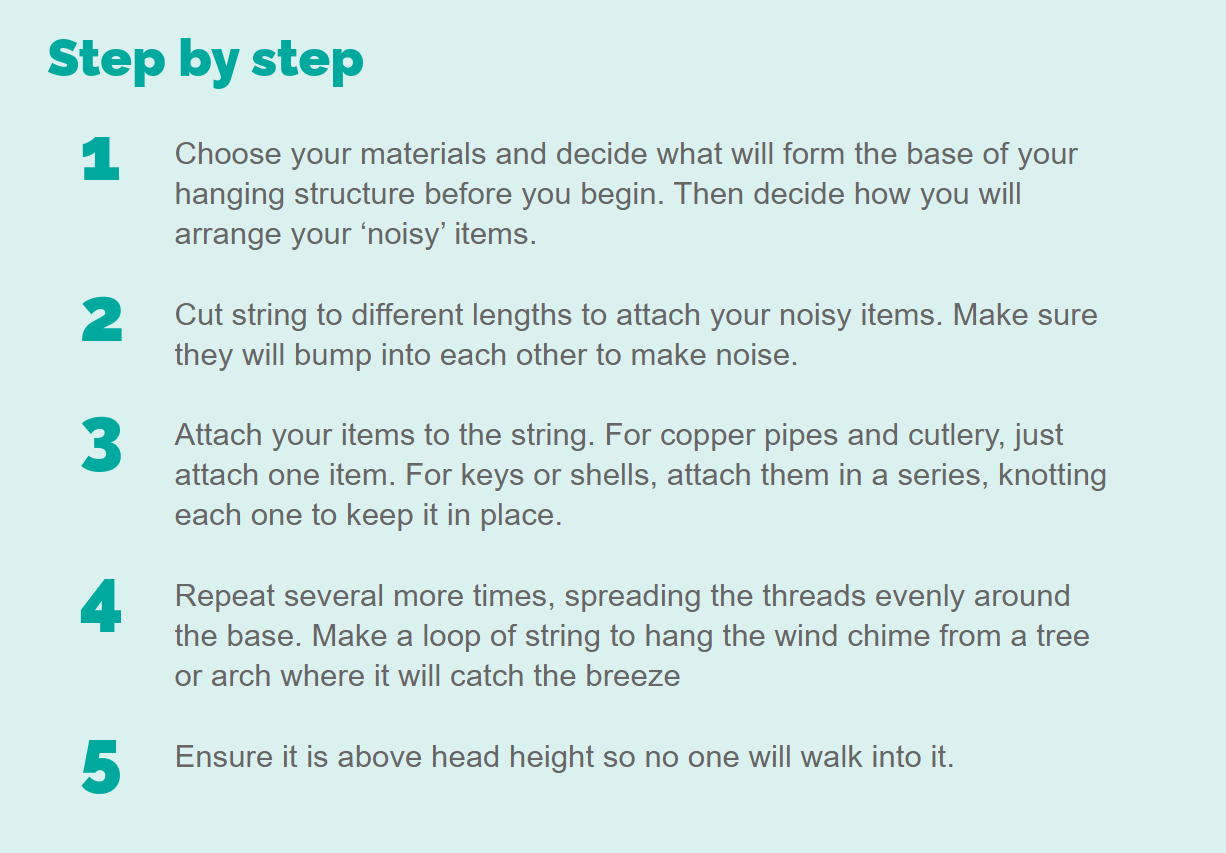 Step by step
1
Choose your materials and decide what will form the base of your
hanging structure before you begin. Then decide how you will
arrange your ‘noisy’ items.
2
Cut string to different lengths to attach your noisy items. Make sure
they will bump into each other to make noise.
3
Attach your items to the string. For copper pipes and cutlery, just
attach one item. For keys or shells, attach them in a series, knotting
each one to keep it in place.
4
Repeat several more times, spreading the threads evenly around
the base. Make a loop of string to hang the wind chime from a tree
or arch where it will catch the breeze
5
Ensure it is above head height so no one will walk into it.